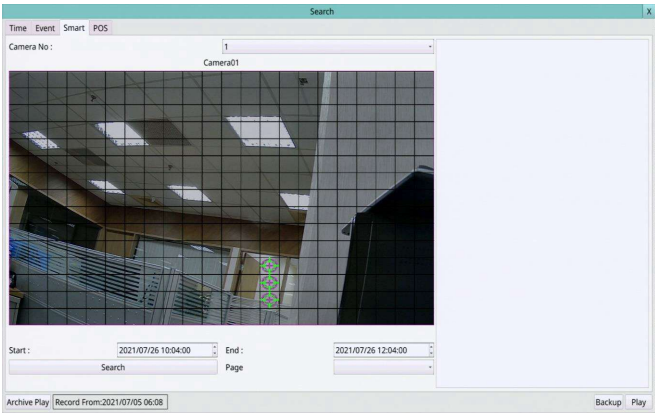 Search X
Time Event Smart POS
Camera No : 1
Camera01
Start : 2021/07/26 10:04:00 End : 2021/07/26 12:04:00
Search Page
Archive Play Record From:2021/07/05 06:08 Backup Play